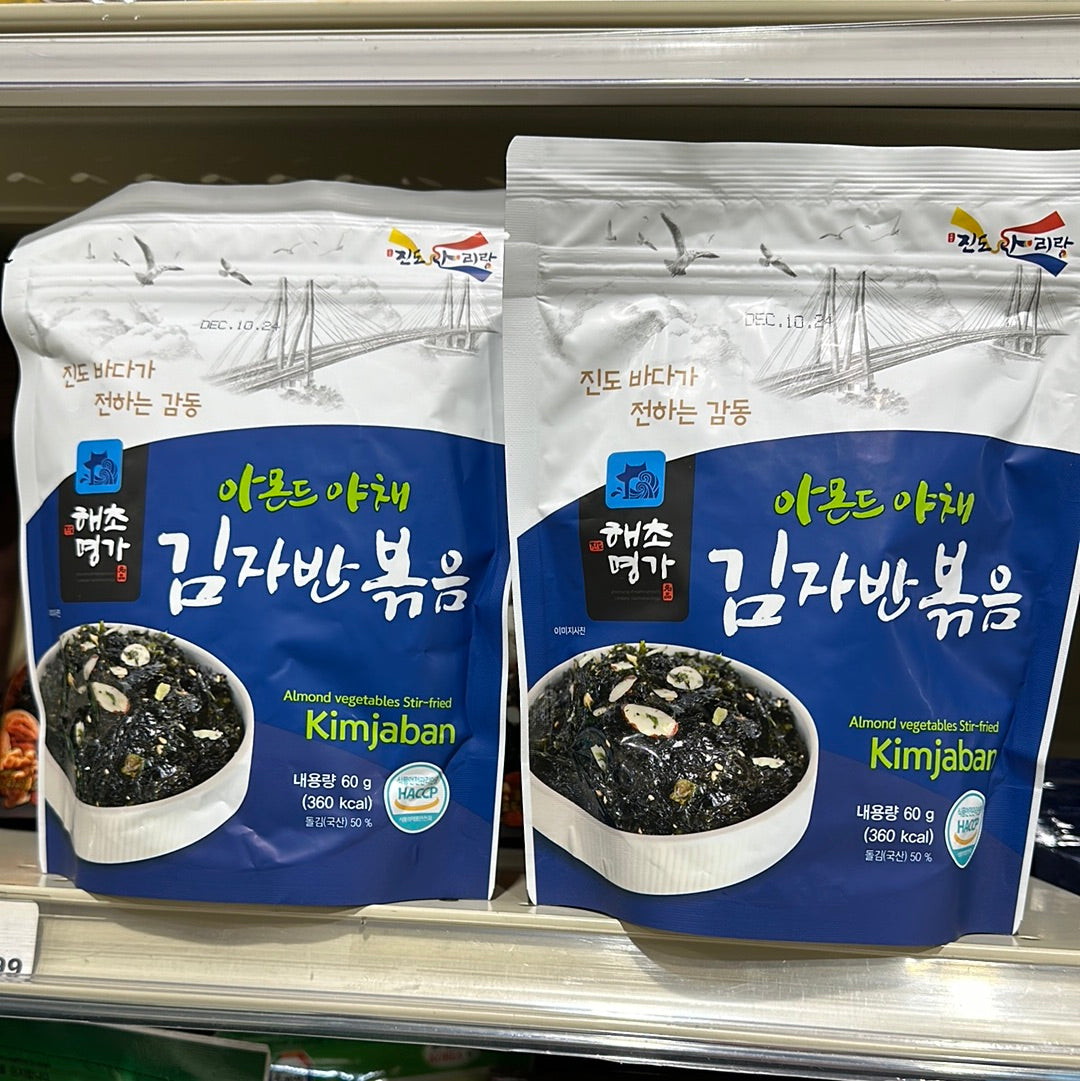 진도아리랑
DEC.10.24
진도 바다가
전하는 감동
해초
명가
아몬드 야채
김자반 볶음
Almond vegetables Stir-fried
Kimjaban
내용량 60 g
(360 kcal)
돌김(국산) 50 %
HACCP
진도아리랑
DEC.10.24
진도 바다가
전하는 감동
해초
명가
아몬드 야채
김자반 볶음
이미지사진
Almond vegetables Stir-fried
Kimjaban
내용량 60 g
(360 kcal)
돌김(국산) 50 %
HACCP
99